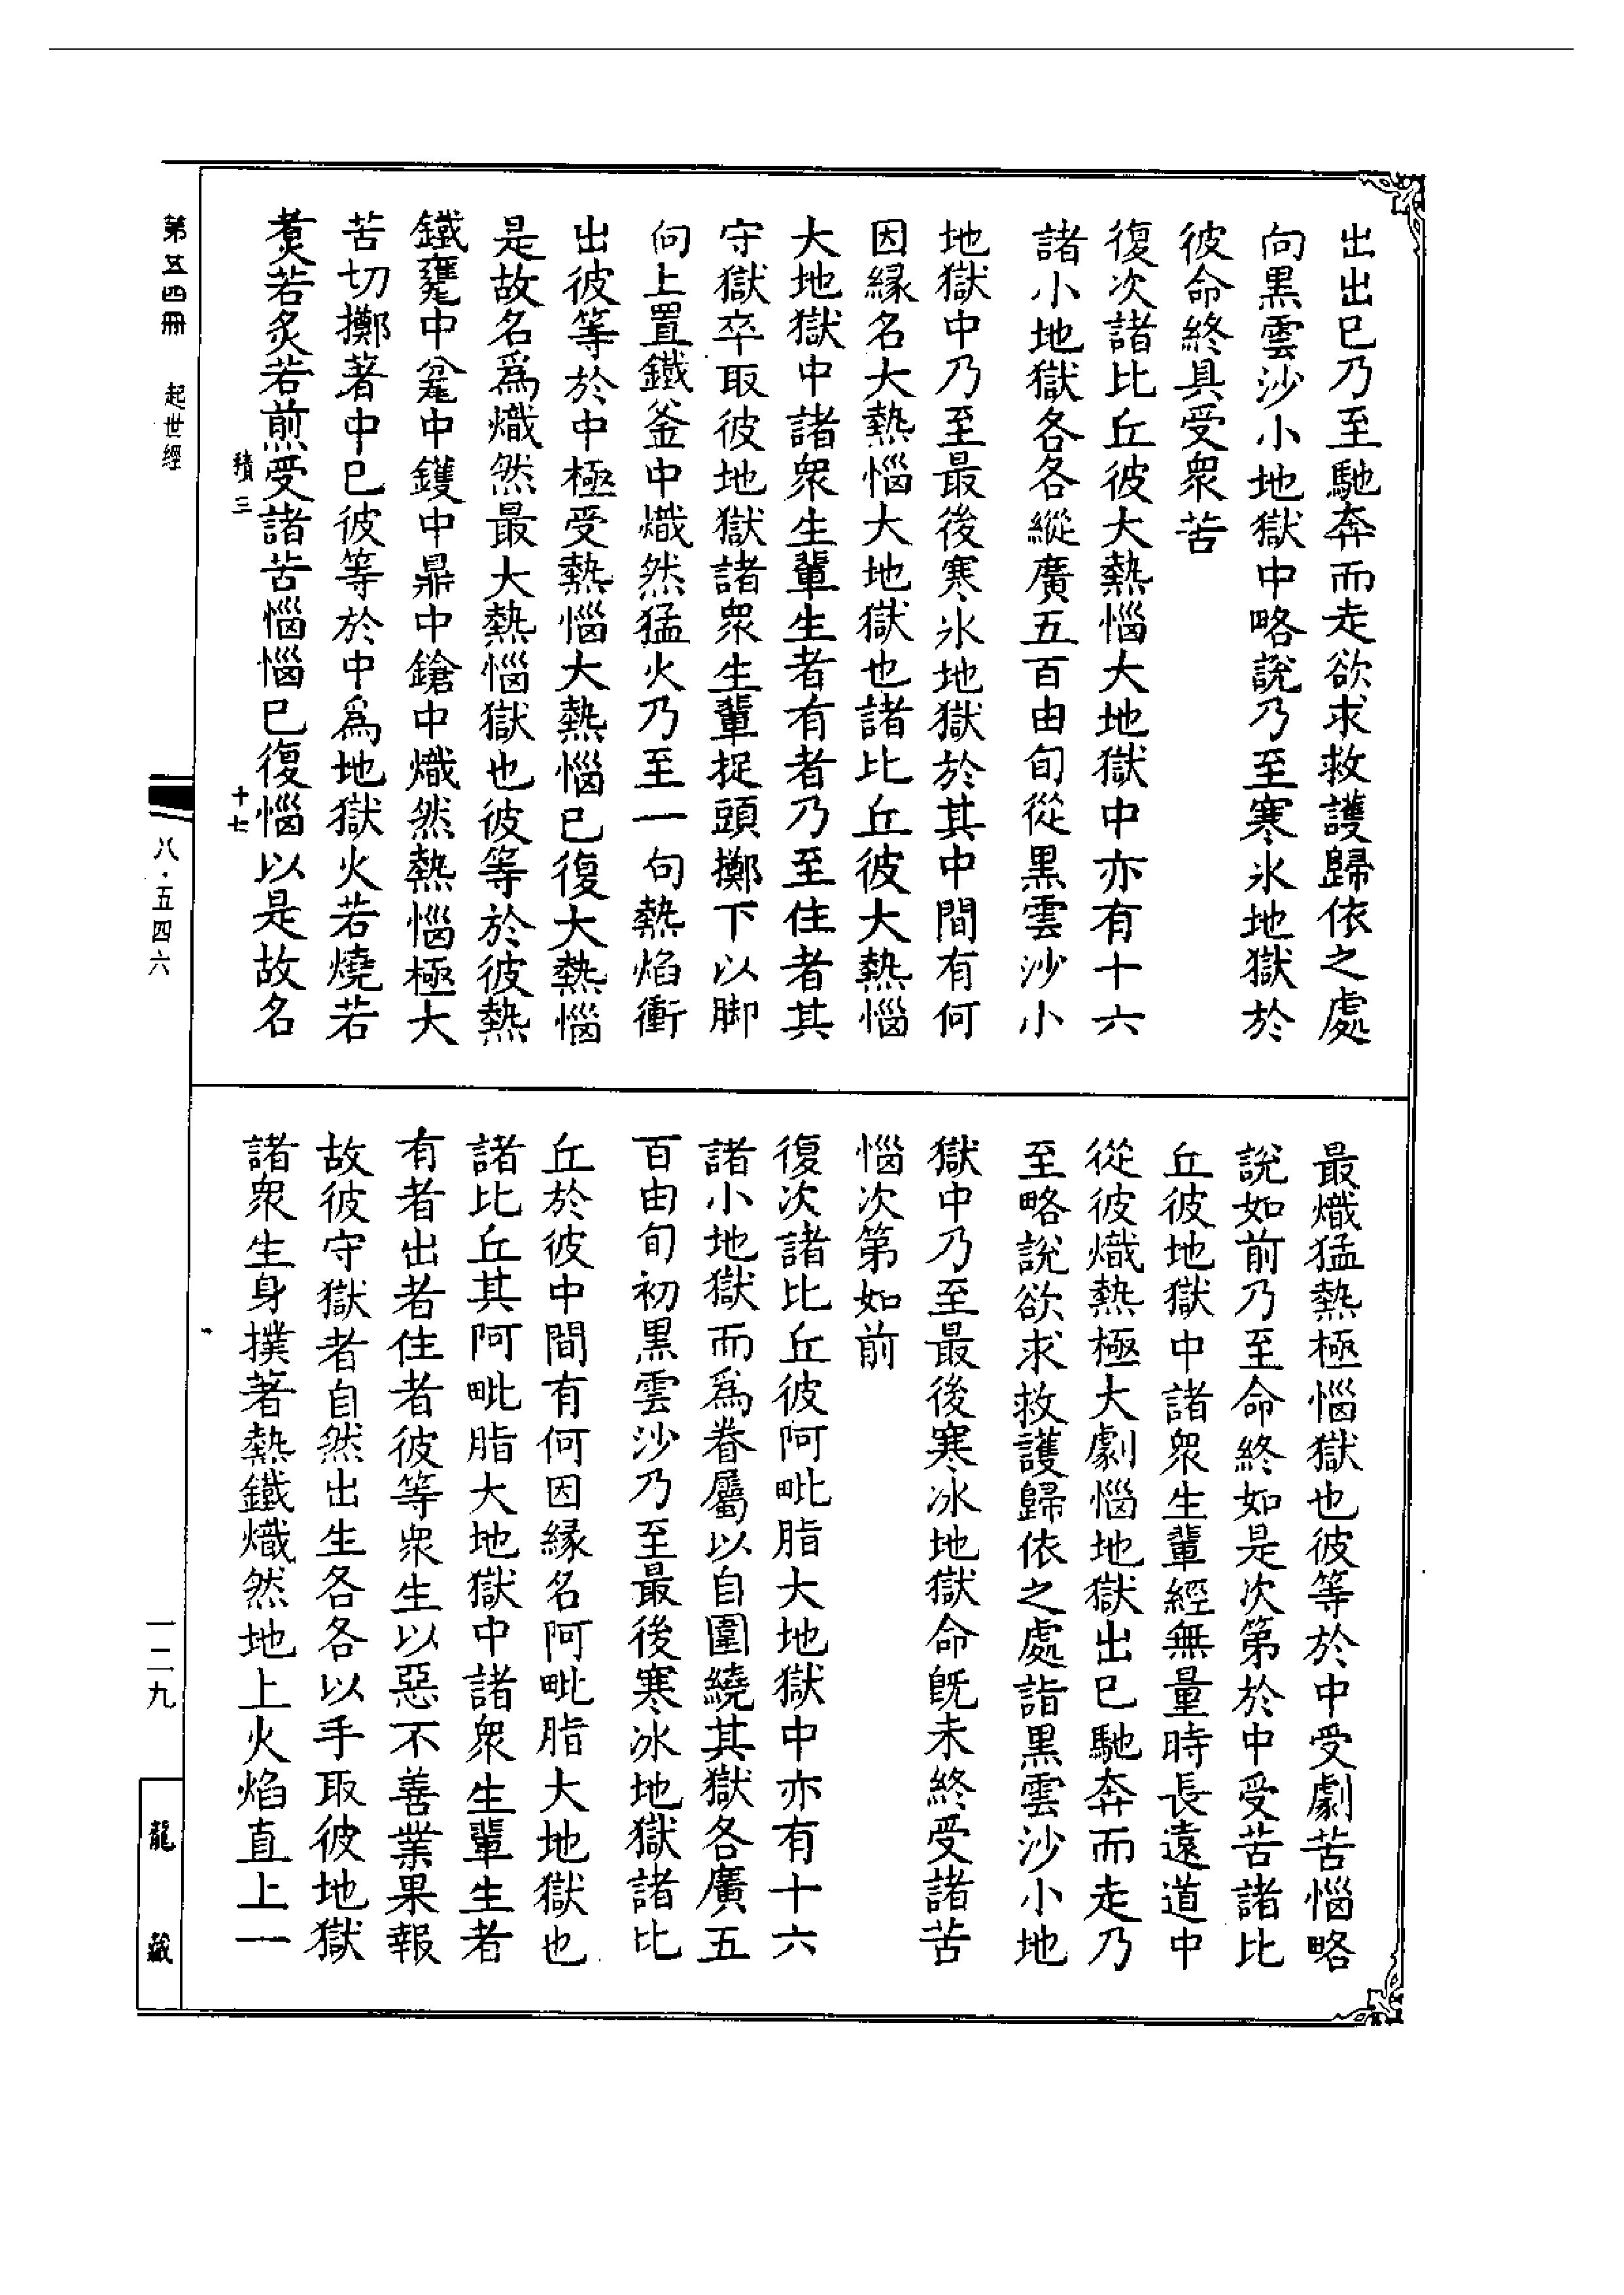 出出已乃至馳奔而走欲求救護歸依之處
向黑雲沙小地獄中略說乃至寒氷地獄於
彼命終具受衆苦
復次諸比丘彼大熱惱大地獄中亦有十六
諸小地獄各各縱廣五百由旬從黑雲沙小
地獄中乃至最後寒氷地獄於其中間有何
因縁名大熱惱大地獄也諸比丘彼大熱惱
大地獄中諸衆生輩生者有者乃至住者其
守獄卒取彼地獄諸衆生輩捉頭擲下以脚
向上置鐵釜中熾然猛火乃至一向熱焰衝
出彼等於中極受熱惱大熱惱已復大熱惱
是故名爲熾然最大熱惱獄也彼等於彼熱
鐵甕中䥫中鑊中鼎中鎗中熾然熱惱極大
苦切擲著中已彼等於中爲地獄火若燒若
煑若炙若煎受諸苦惱惱已復惱以是故名
最熾猛熱極惱獄也彼等於中受劇苦惱略
說如前乃至命終如是次第於中受苦諸比
丘彼地獄中諸衆生輩經無量時長遠道中
從彼熾熱極大劇惱地獄出已馳奔而走乃
至略說欲求救護歸依之處詣黑雲沙小地
獄中乃至最後寒冰地獄命既未終受諸苦
惱次第如前
復次諸比丘彼阿毗脂大地獄中亦有十六
諸小地獄而爲眷屬以自圍繞其獄各廣五
百由旬初黑雲沙乃至最後寒冰地獄諸比
丘於彼中間有何因縁名阿毗脂大地獄也
諸比丘其阿毗脂大地獄中諸衆生輩生者
有者出者住者彼等衆生以惡不善業果報
故彼守獄者自然出生各各以手取彼地獄
諸衆生身撲著熱鐵熾然地上火焰直上一
積三
十七
第五四冊
起世經
八·五四六
一二九
龍藏